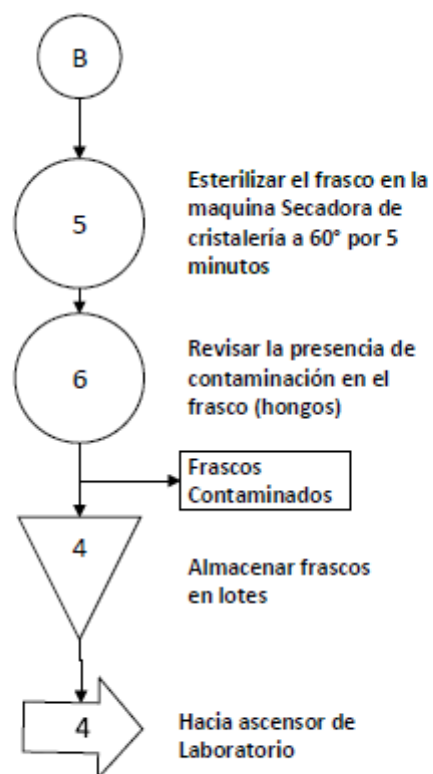 B
5
Esterilizar el frasco en la
maquina Secadora de
cristalería a 60° por 5
minutos
6
Revisar la presencia de
contaminación en el
frasco (hongos)
Frascos
Contaminados
4
Almacenar frascos
en lotes
4
Hacia ascensor de
Laboratorio